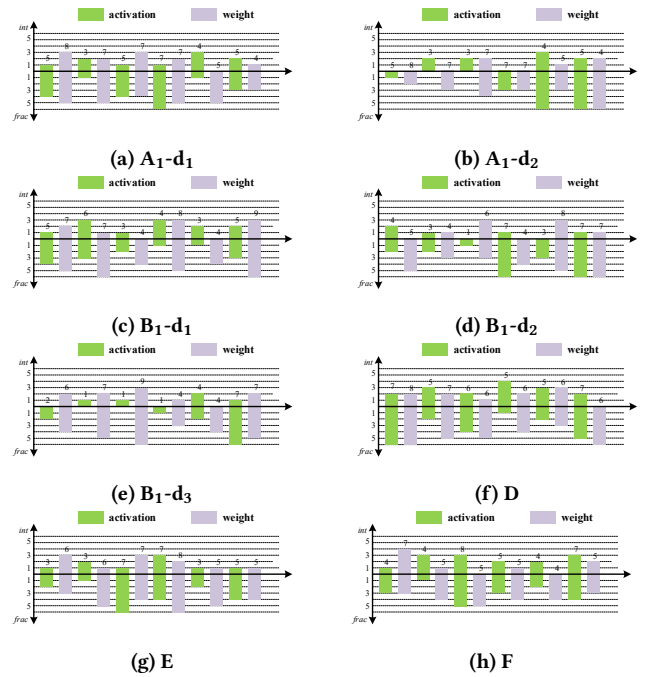 activation weight
int
5 8 3 7 5 7 7 7 4 5 5 4
5
3
1
1
3
5
frac
(a) A₁-d₁
activation weight
int
5 8 3 7 3 7 7 7 4 5 5 4
5
3
1
1
3
5
frac
(b) A₁-d₂
activation weight
int
5 7 6 7 3 4 4 8 3 4 5 9
5
3
1
1
3
5
frac
(c) B₁-d₁
activation weight
int
4 5 3 4 1 6 7 4 3 8 7 7
5
3
1
1
3
5
frac
(d) B₁-d₂
activation weight
int
2 6 1 7 1 9 1 4 4 4 7 7
5
3
1
1
3
5
frac
(e) B₁-d₃
activation weight
int
7 8 5 7 6 6 5 6 5 6 7 6
5
3
1
1
3
5
frac
(f) D
activation weight
int
3 6 3 6 7 7 7 8 3 5 5 5
5
3
1
1
3
5
frac
(g) E
activation weight
int
4 7 4 5 8 5 5 5 4 4 7 5
5
3
1
1
3
5
frac
(h) F